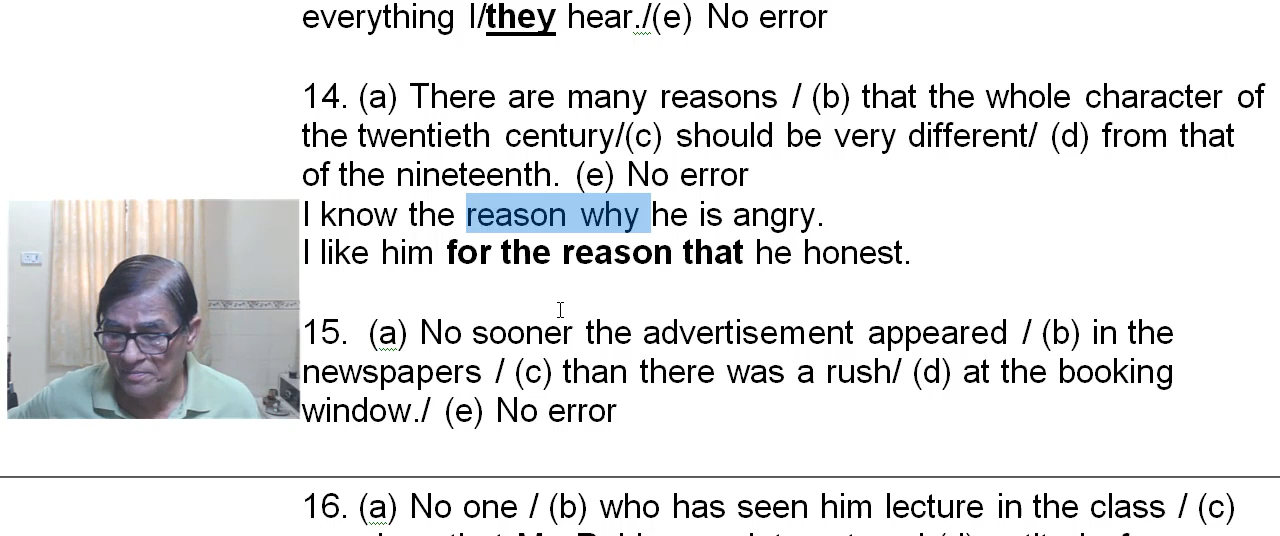 everything I/they hear./(e) No error
14. (a) There are many reasons / (b) that the whole character of
the twentieth century/(c) should be very different/ (d) from that
of the nineteenth. (e) No error
I know the reason why he is angry.
I like him for the reason that he honest.
15. (a) No sooner the advertisement appeared / (b) in the
newspapers / (c) than there was a rush/ (d) at the booking
window./ (e) No error
16. (a) No one / (b) who has seen him lecture in the class / (c)